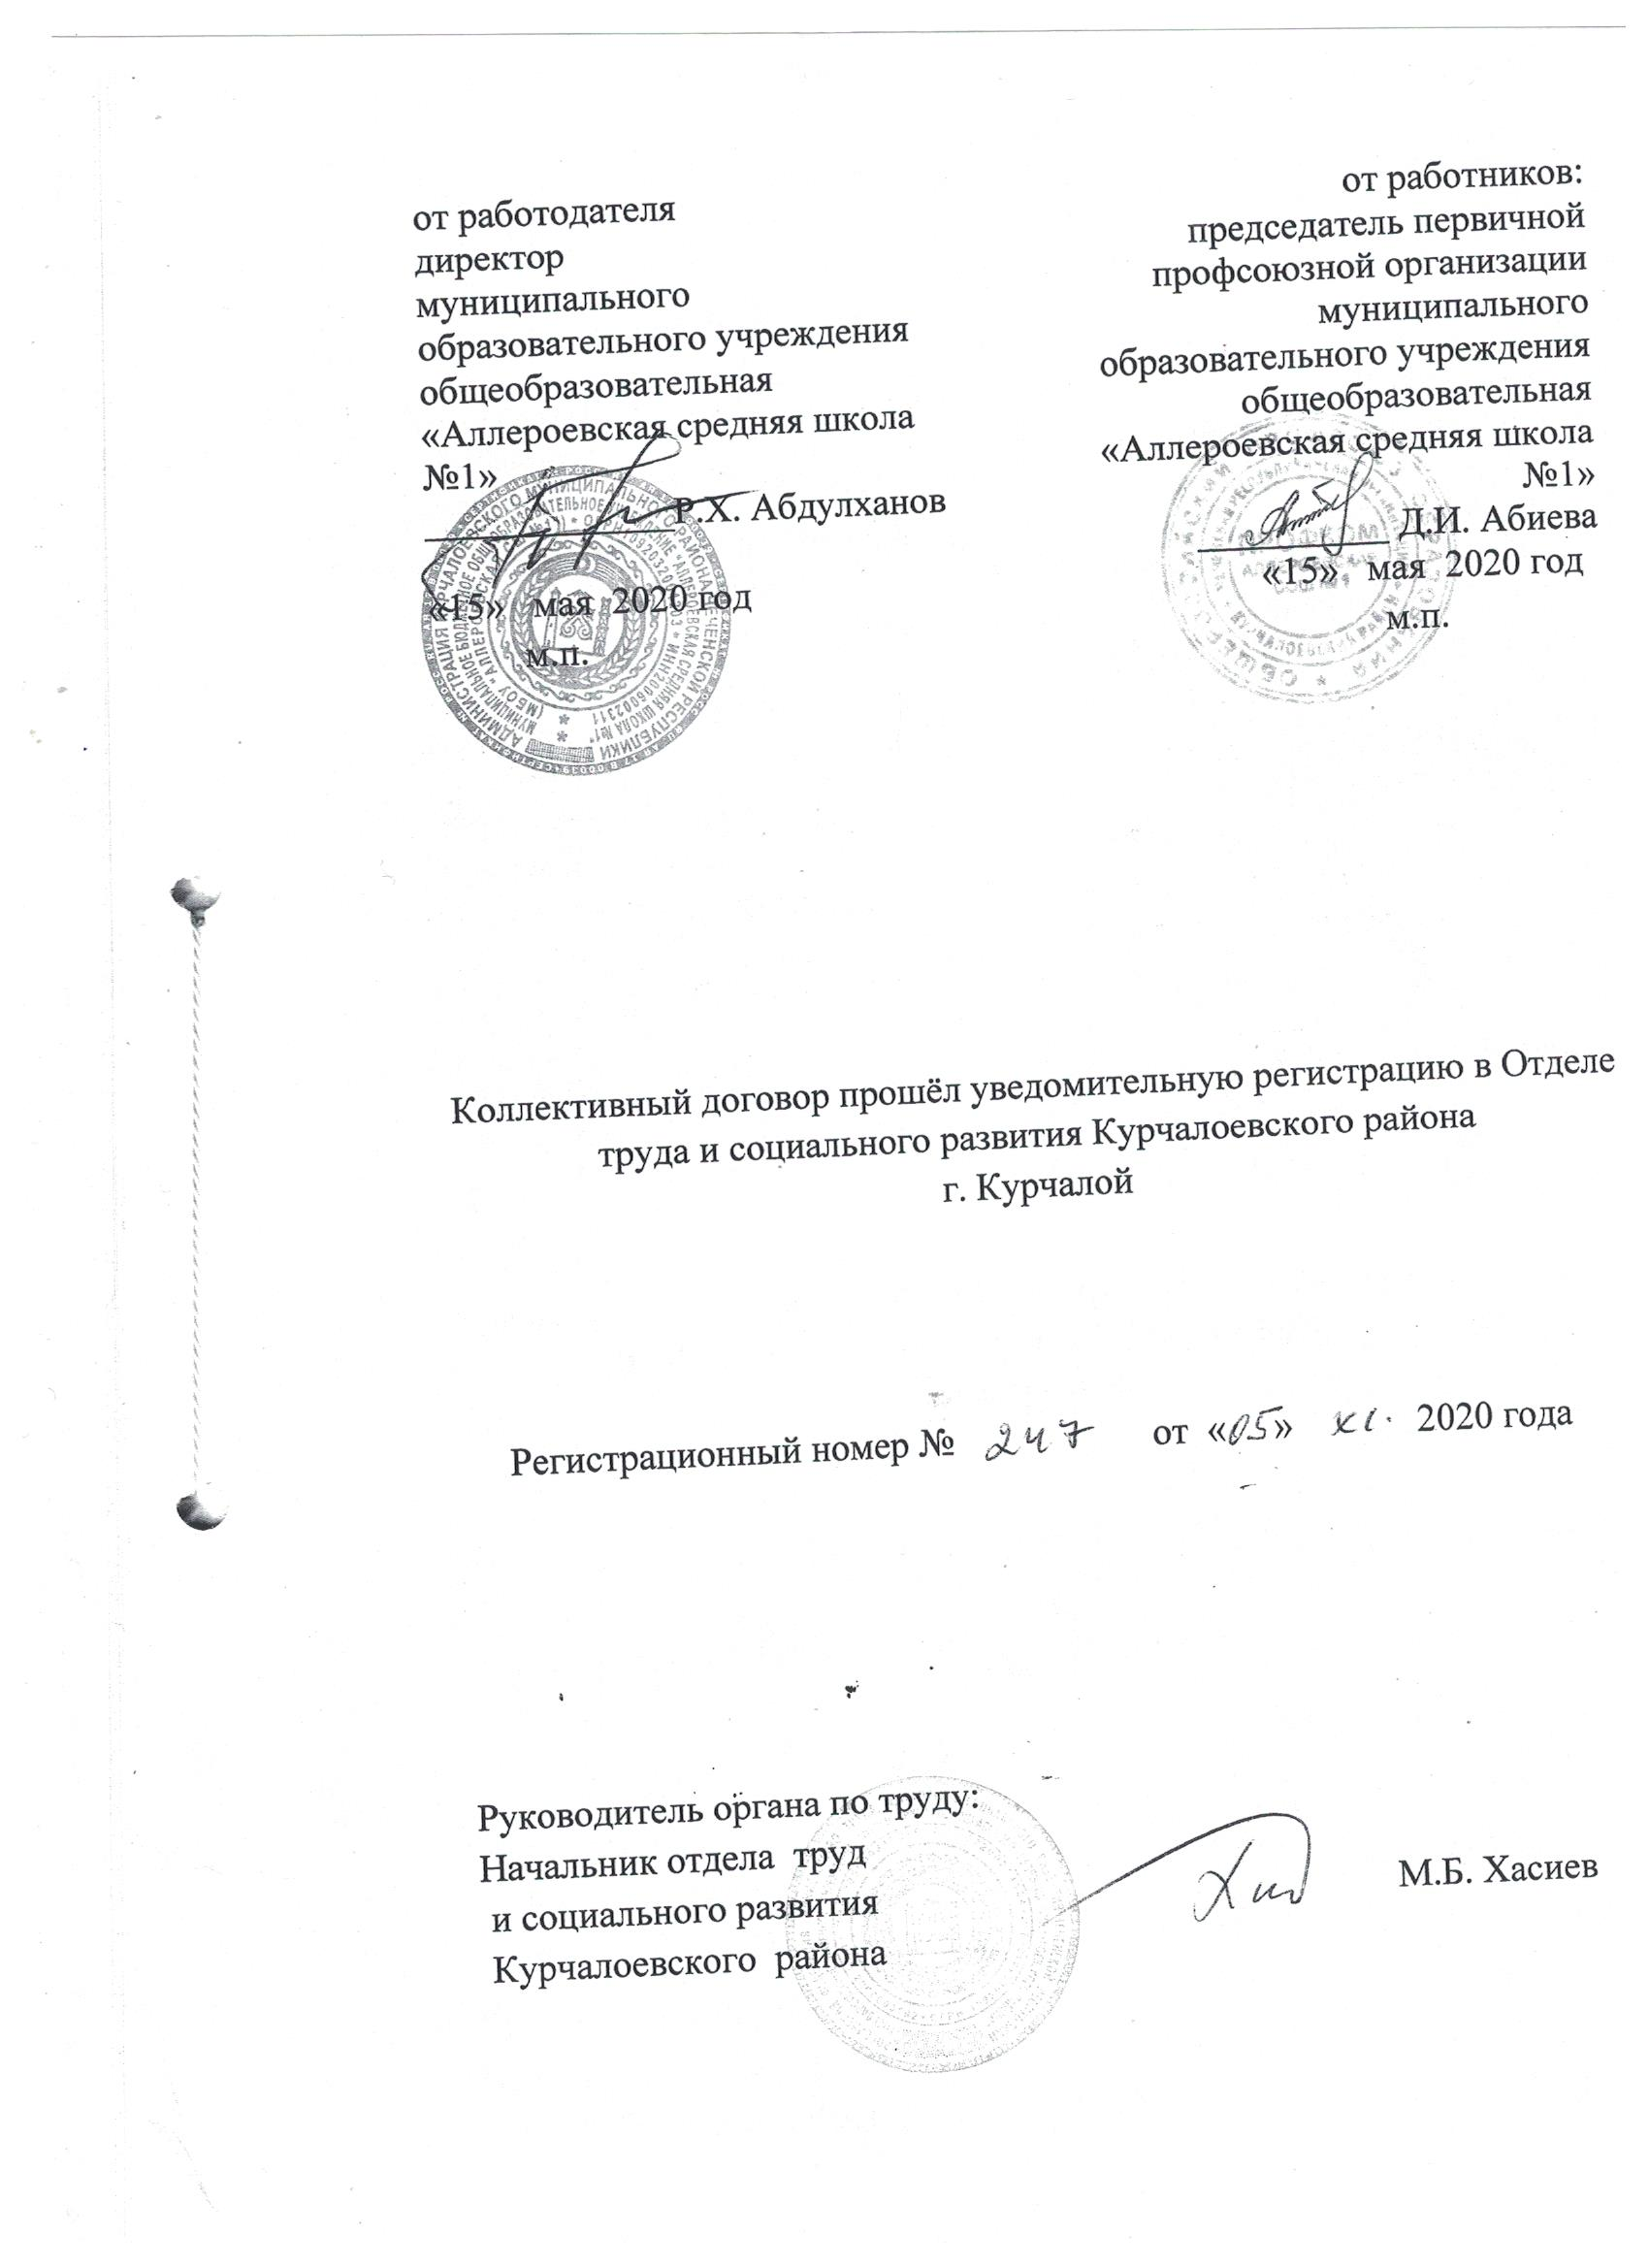 от работодателя
директор
муниципального
образовательного учреждения
общеобразовательная
«Аллероевская средняя школа
№1»
Р.Х. Абдулханов
«15» мая 2020 год
м.п.
от работников:
председатель первичной
профсоюзной организации
муниципального
образовательного учреждения
общеобразовательная
«Аллероевская средняя школа
№1»
Д.И. Абиева
«15» мая 2020 год
м.п.
Коллективный договор прошёл уведомительную регистрацию в Отделе
труда и социального развития Курчалоевского района
г. Курчалой
Регистрационный номер № 247 от «05» XI. 2020 года
Руководитель органа по труду:
Начальник отдела труд
и социального развития
Курчалоевского района
М.Б. Хасиев